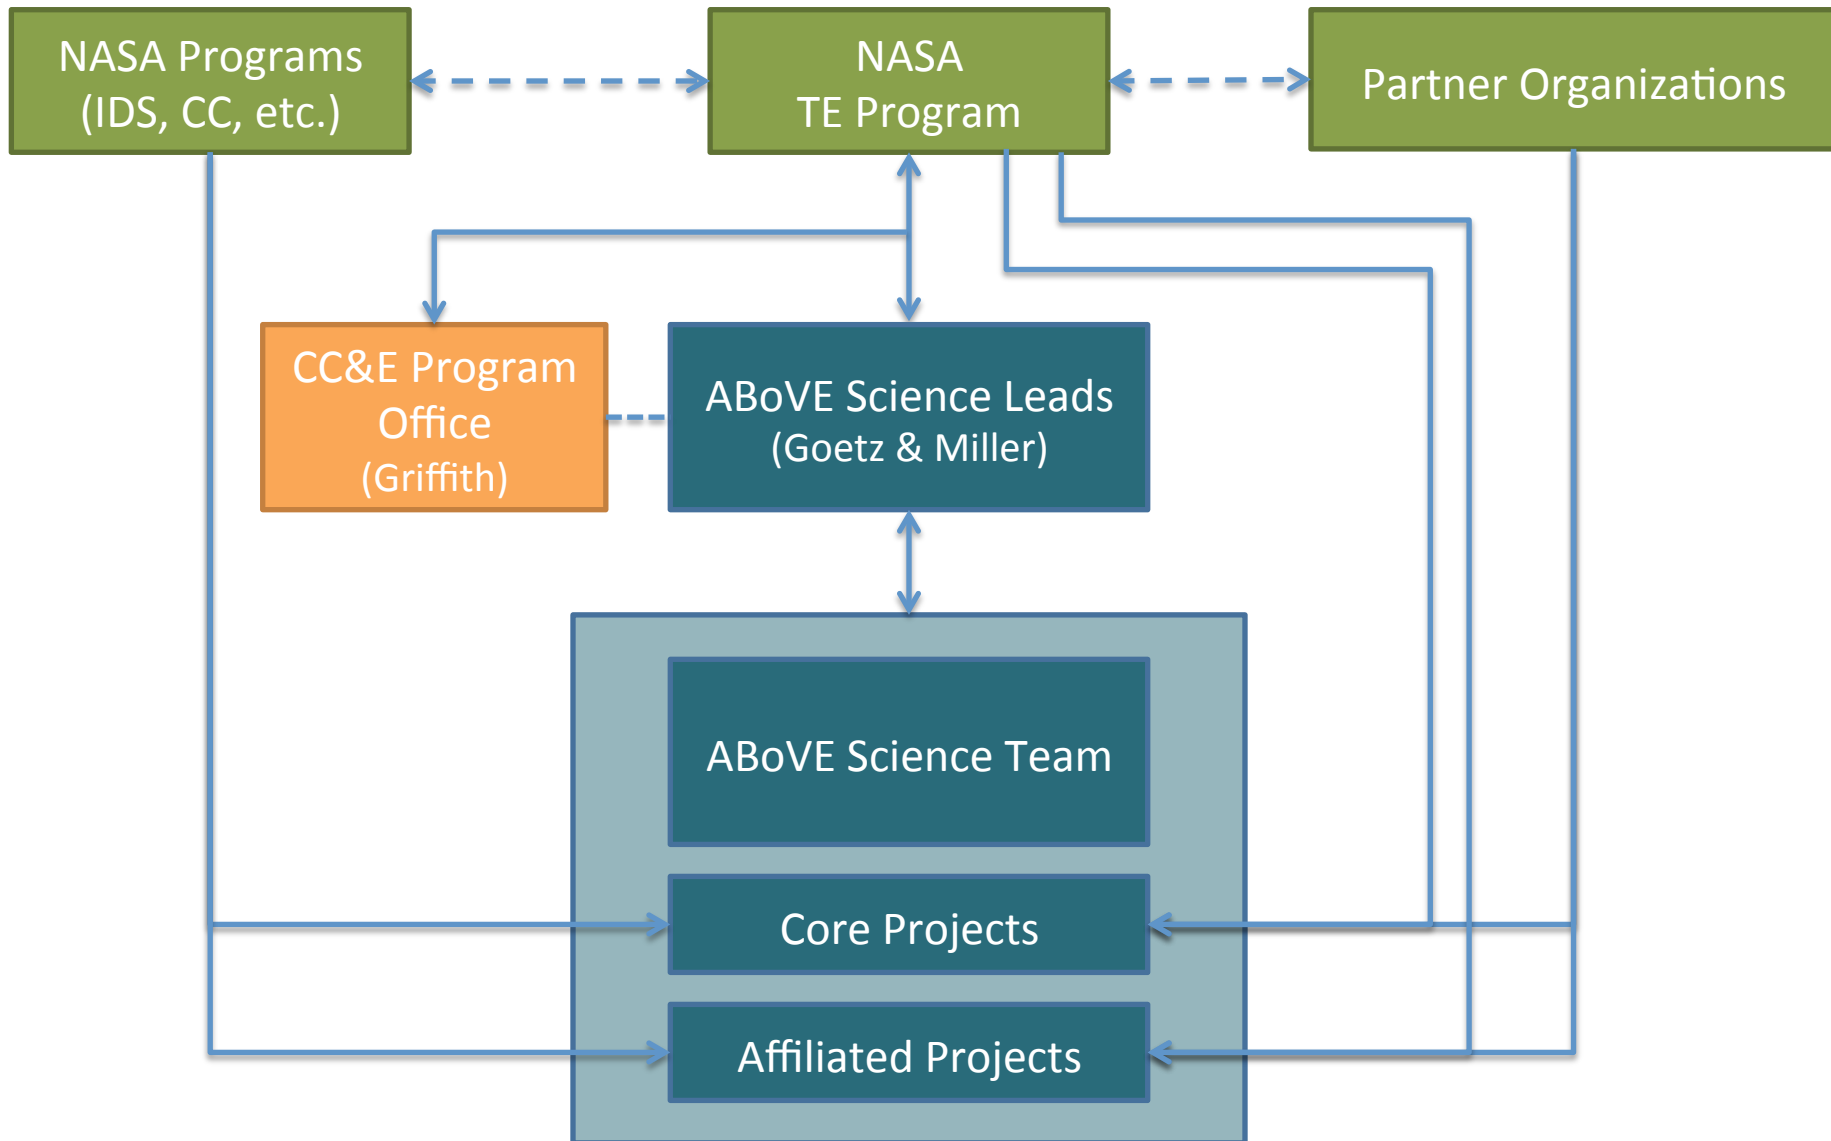 NASA Programs
(IDS, CC, etc.)
NASA
TE Program
Partner Organizations
CC&E Program
Office
(Griffith)
ABoVE Science Leads
(Goetz & Miller)
ABoVE Science Team
Core Projects
Affiliated Projects